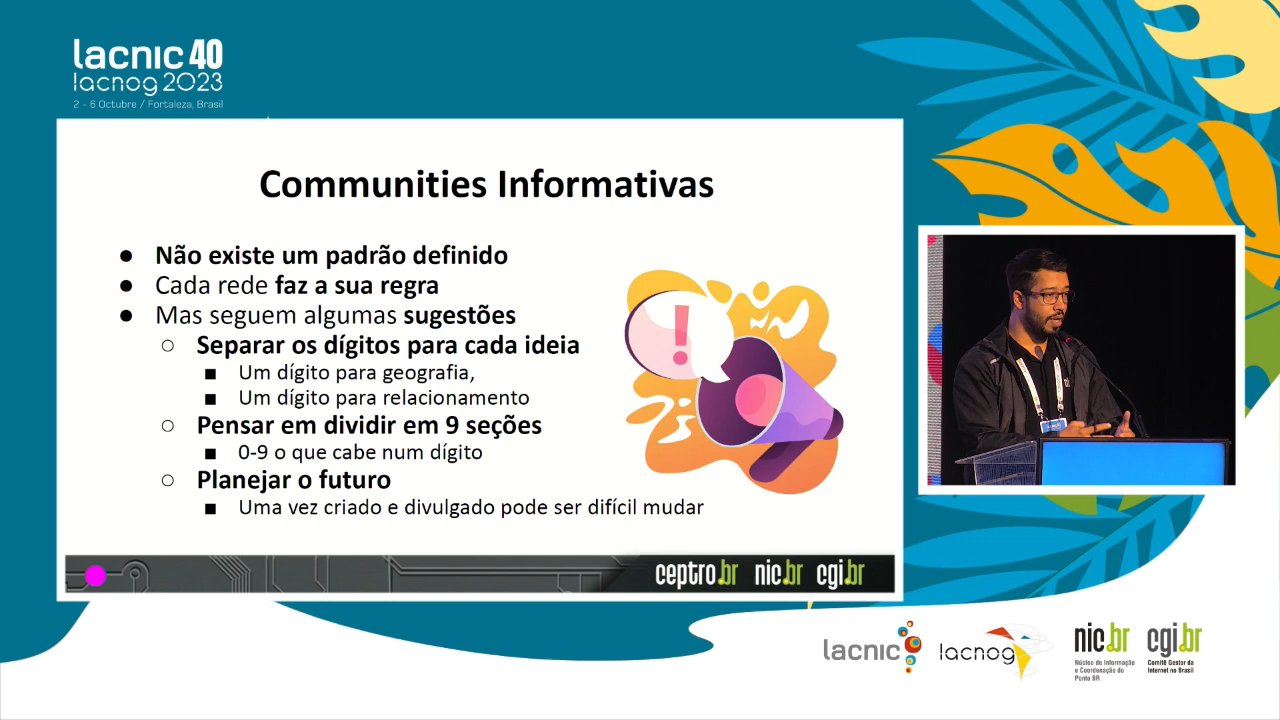 lacnic 40
lacnog 2023
2 - 6 Octubre / Fortaleza, Brasil
Communities Informativas
● Não existe um padrão definido
● Cada rede faz a sua regra
● Mas seguem algumas sugestões
○ Separar os dígitos para cada ideia
■ Um dígito para geografia,
■ Um dígito para relacionamento
○ Pensar em dividir em 9 seções
■ 0-9 o que cabe num dígito
○ Planejar o futuro
■ Uma vez criado e divulgado pode ser difícil mudar
!
ceptro.br nic.br cgi.br
lacnic
lacnog
nic.br
Núcleo de Informação
e Coordenação do
Ponto BR
cgi.br
Comitê Gestor da
Internet no Brasil